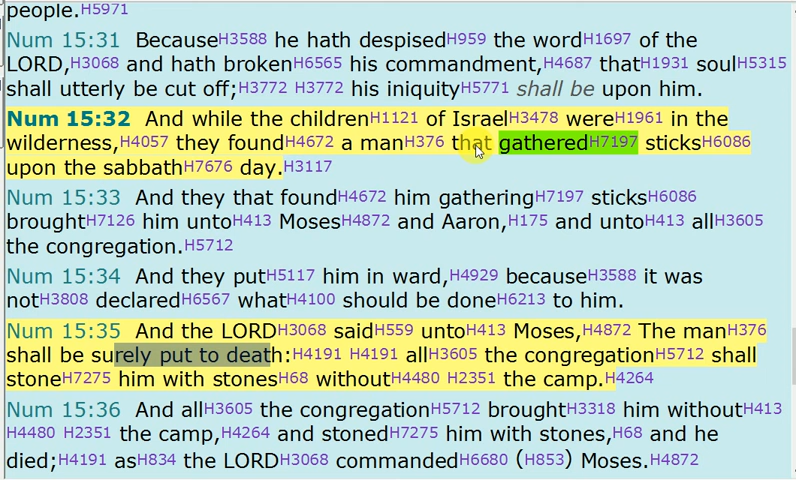 people.H5971
Num 15:31 BecauseH3588 he hath despisedH959 the wordH1697 of the
LORD,H3068 and hath brokenH6565 his commandment,H4687 thatH1931 soulH5315
shall utterly be cut off;H3772 H3772 his iniquityH5771 shall be upon him.
Num 15:32 And while the childrenH1121 of IsraelH3478 wereH1961 in the
wilderness,H4057 they foundH4672 a manH376 that gatheredH7197 sticksH6086
upon the sabbathH7676 day.H3117
Num 15:33 And they that foundH4672 him gatheringH7197 sticksH6086
broughtH7126 him untoH413 MosesH4872 and Aaron,H175 and untoH413 allH3605
the congregation.H5712
Num 15:34 And they putH5117 him in ward,H4929 becauseH3588 it was
notH3808 declaredH6567 whatH4100 should be doneH6213 to him.
Num 15:35 And the LORDH3068 saidH559 untoH413 Moses,H4872 The manH376
shall be surely put to death:H4191 H4191 allH3605 the congregationH5712 shall
stoneH7275 him with stonesH68 withoutH4480 H2351 the camp.H4264
Num 15:36 And allH3605 the congregationH5712 broughtH3318 him withoutH413
H4480 H2351 the camp,H4264 and stonedH7275 him with stones,H68 and he
died;H4191 asH834 the LORDH3068 commandedH6680 (H853) Moses.H4872